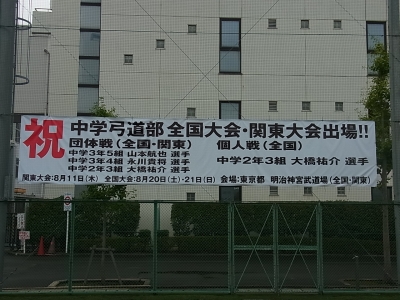 祝 中学弓道部 全国大会・関東大会出場!!
団体戦(全国・関東) 個人戦(全国)
中学3年5組 山本航也 選手
中学3年4組 永川貴将 選手 中学2年3組 大橋祐介 選手
中学2年3組 大橋祐介 選手
関東大会:8月11日(木) 全国大会:8月20日(土)・21日(日) 会場:東京都 明治神宮武道場(全国・関東)